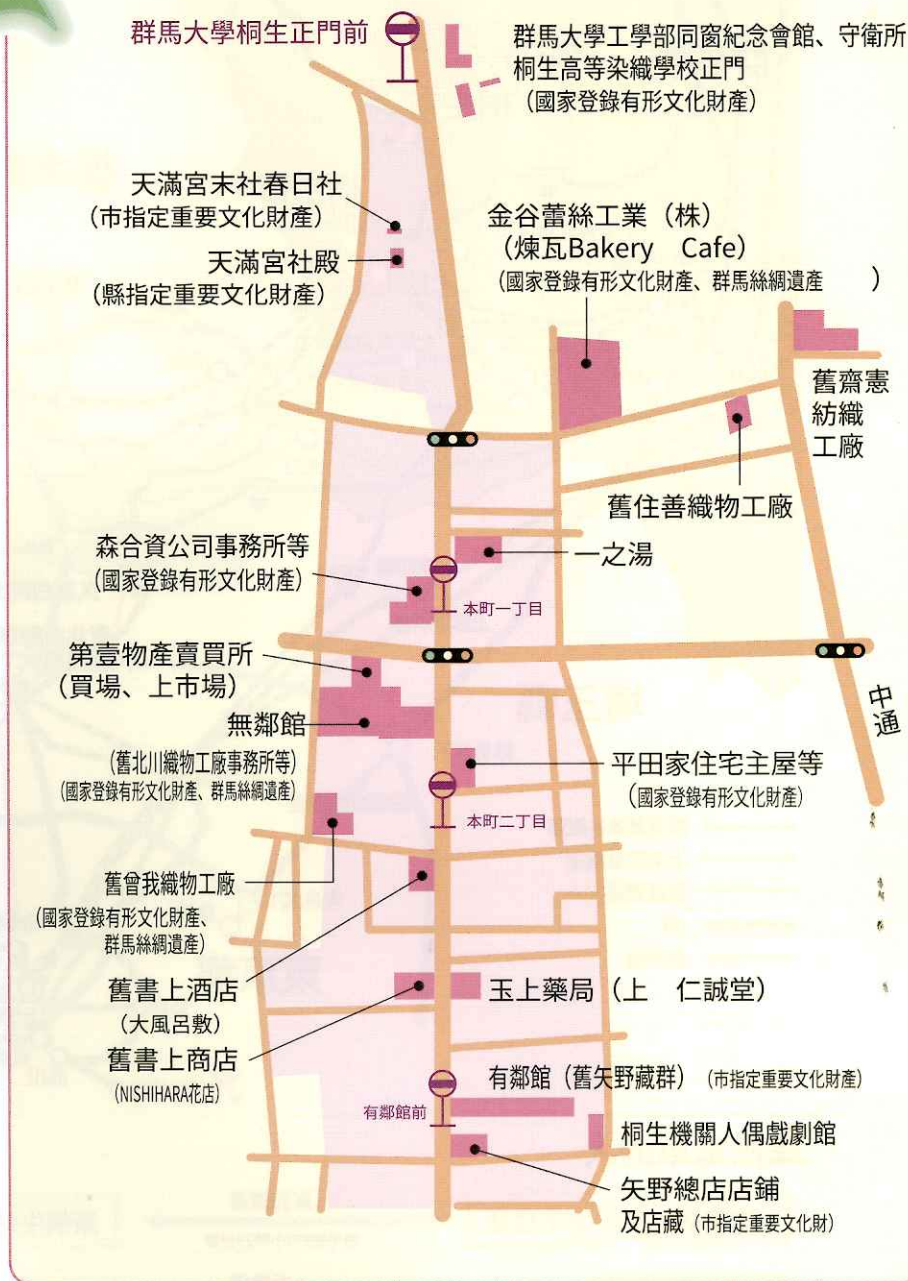 群馬大學桐生正門前
群馬大學工學部同窗紀念會館、守衛所
桐生高等染織學校正門
（國家登錄有形文化財產）
天滿宮末社春日社
（市指定重要文化財產）
天滿宮社殿
（縣指定重要文化財產）
金谷蕾絲工業（株）
（煉瓦Bakery Cafe）
（國家登錄有形文化財產、群馬絲綢遺產 ）
舊齋憲
紡織
工廠
舊住善織物工廠
森合資公司事務所等
（國家登錄有形文化財產）
一之湯
本町一丁目
第壹物產賣買所
（買場、上市場）
無鄰館
（舊北川織物工廠事務所等）
（國家登錄有形文化財產、群馬絲綢遺產）
中通
平田家住宅主屋等
（國家登錄有形文化財產）
本町二丁目
舊曾我織物工廠
（國家登錄有形文化財產、
群馬絲綢遺產）
舊書上酒店
（大風呂敷）
玉上藥局（上 仁誠堂）
舊書上商店
（NISHIHARA花店）
有鄰館（舊矢野藏群）（市指定重要文化財產）
有鄰館前
桐生機關人偶戲劇館
矢野總店店鋪
及店藏（市指定重要文化財）